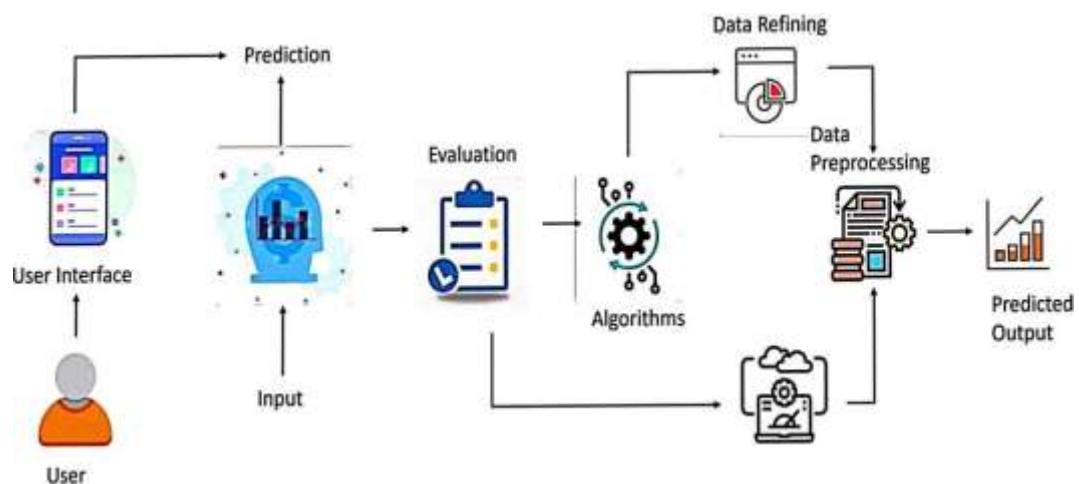 Data Refining
Prediction
Evaluation
Data
Preprocessing
User Interface
Algorithms
Predicted
Output
Input
User